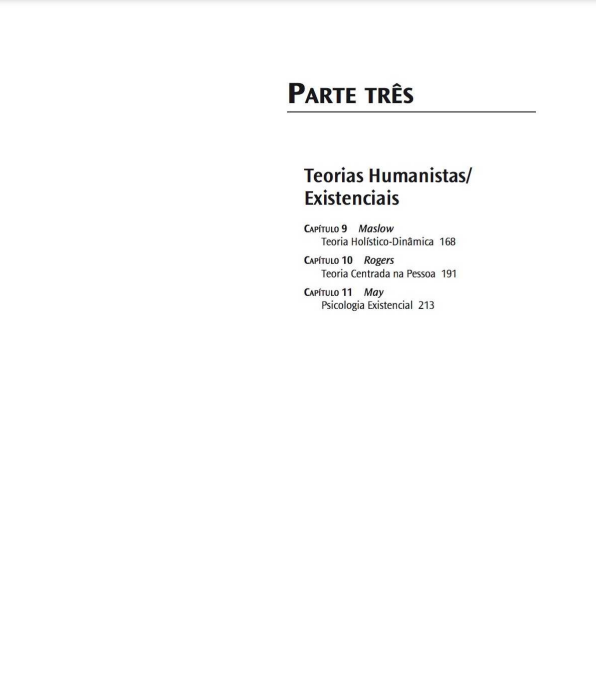 PARTE TRÊS
Teorias Humanistas/
Existenciais
CAPÍTULO 9 Maslow
Teoria Holístico-Dinâmica 168
CAPÍTULO 10 Rogers
Teoria Centrada na Pessoa 191
CAPÍTULO 11 May
Psicologia Existencial 213